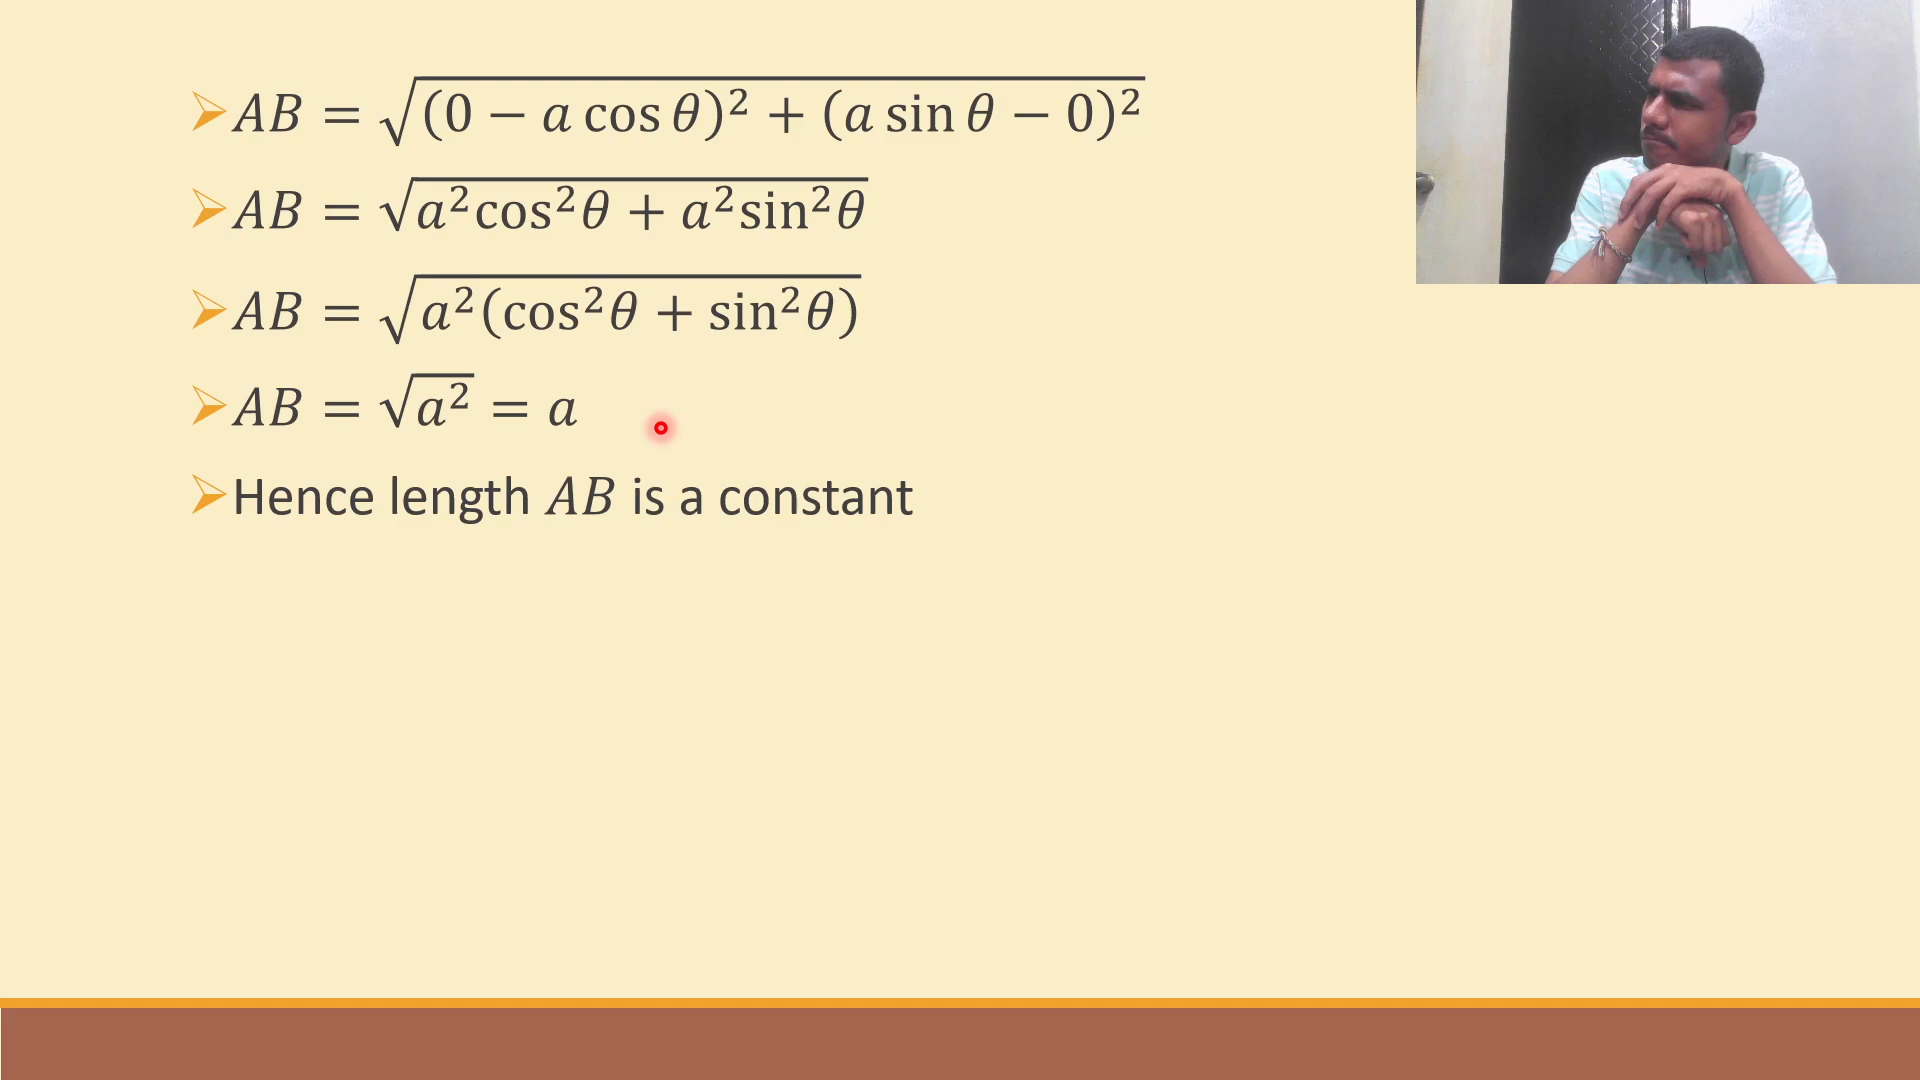 AB = √((0 − a cos θ)² + (a sin θ − 0)²)
AB = √(a²cos²θ + a²sin²θ)
AB = √(a²(cos²θ + sin²θ))
AB = √(a²) = a
Hence length AB is a constant